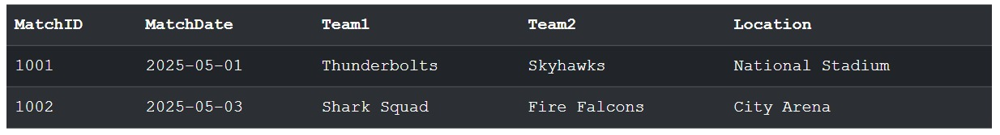 MatchID MatchDate Team1 Team2 Location
1001 2025-05-01 Thunderbolts Skyhawks National Stadium
1002 2025-05-03 Shark Squad Fire Falcons City Arena